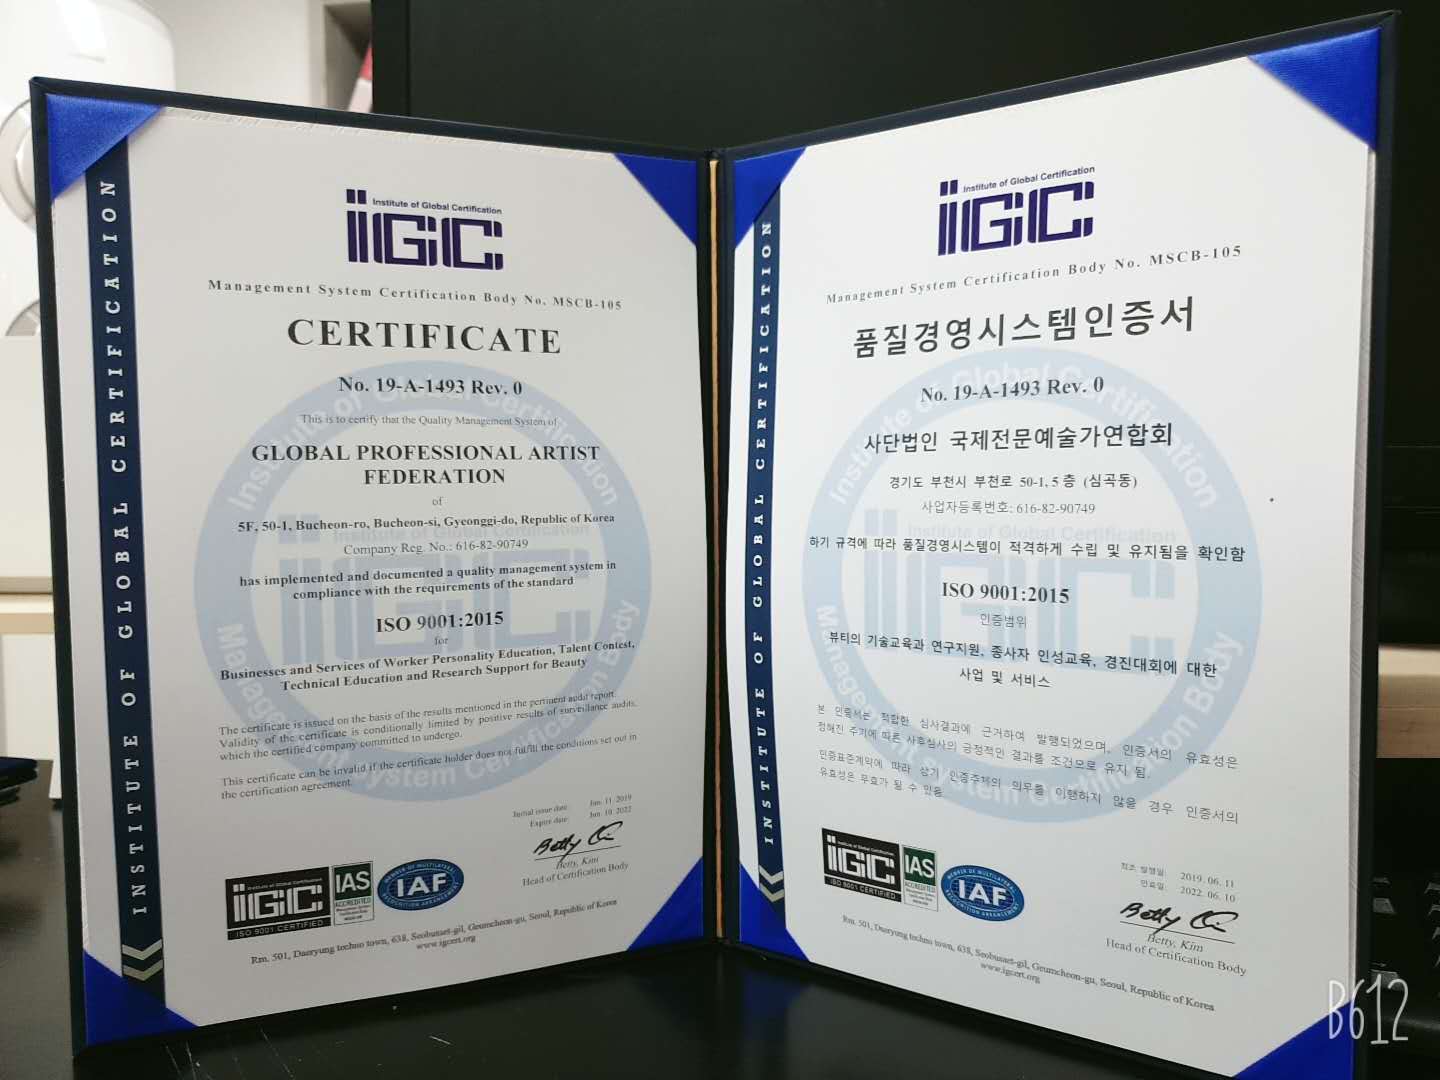 INSTITUTE OF GLOBAL CERTIFICATION
Institute of Global Certification
iGC
Management System Certification Body No. MSCB-105
CERTIFICATE
No. 19-A-1493 Rev. 0
This is to certify that the Quality Management System of
GLOBAL PROFESSIONAL ARTIST
FEDERATION
of
5F, 50-1, Bucheon-ro, Bucheon-si, Gyeonggi-do, Republic of Korea
Company Reg. No.: 616-82-90749
has implemented and documented a quality management system in
compliance with the requirements of the standard
ISO 9001:2015
for
Businesses and Services of Worker Personality Education, Talent Contest,
Technical Education and Research Support for Beauty
The certificate is issued on the basis of the results mentioned in the pertinent audit report.
Validity of the certificate is conditionally limited by positive results of surveillance audits,
which the certified company committed to undergo.
This certificate can be invalid if the certificate holder does not fulfill the conditions set out in
the certification agreement.
Initial issue date: Jun. 11. 2019
Expire date: Jun. 10. 2022
Betty, Kim
Head of Certification Body
iGC
ISO 9001 CERTIFIED
IAS
ACCREDITED
MEMBER OF MULTILATERAL
IAF
RECOGNITION ARRANGEMENT
Rm. 501, Daeryung techno town, 638, Seobusaet-gil, Geumcheon-gu, Seoul, Republic of Korea
www.igcert.org
INSTITUTE OF GLOBAL CERTIFICATION
Institute of Global Certification
iGC
Management System Certification Body No. MSCB-105
품질경영시스템인증서
No. 19-A-1493 Rev. 0
사단법인 국제전문예술가연합회
경기도 부천시 부천로 50-1, 5층 (심곡동)
사업자등록번호: 616-82-90749
하기 규격에 따라 품질경영시스템이 적격하게 수립 및 유지됨을 확인함
ISO 9001:2015
인증범위
뷰티의 기술교육과 연구지원, 종사자 인성교육, 경진대회에 대한
사업 및 서비스
본 인증서는 적합한 심사결과에 근거하여 발행되었으며, 인증서의 유효성은
정해진 주기에 따른 사후심사의 긍정적인 결과를 조건으로 유지 됨.
인증표준계약에 따라 상기 인증주체의 의무를 이행하지 않을 경우 인증서의
유효성은 무효가 될 수 있음
최초 발행일: 2019. 06. 11
만료일: 2022. 06. 10
Betty, Kim
Head of Certification Body
iGC
ISO 9001 CERTIFIED
IAS
ACCREDITED
MEMBER OF MULTILATERAL
IAF
RECOGNITION ARRANGEMENT
Rm. 501, Daeryung techno town, 638, Seobusaet-gil, Geumcheon-gu, Seoul, Republic of Korea
www.igcert.org
B612